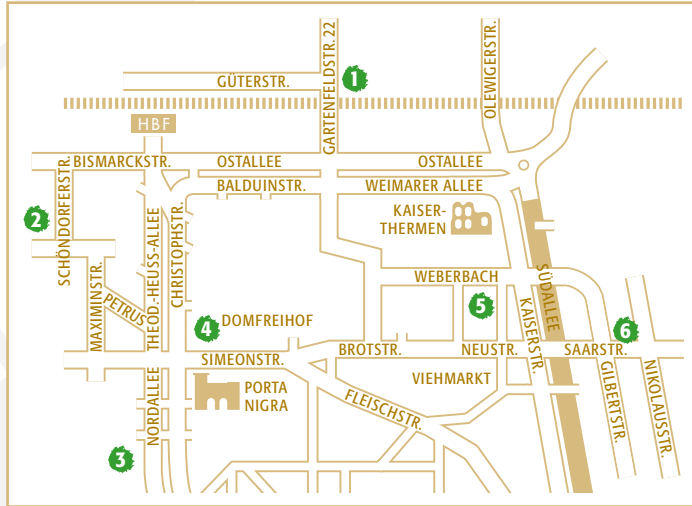 GARTENFELDSTR. 22
OLEWIGERSTR.
1
GÜTERSTR.
HBF
BISMARCKSTR.
OSTALLEE
OSTALLEE
BALDUINSTR.
WEIMARER ALLEE
2
SCHÖNDORFERSTR.
THEOD.-HEUSS-ALLEE
CHRISTOPHSTR.
KAISER-
THERMEN
MAXIMINSTR.
PETRUS
WEBERBACH
SÜDALLEE
5
KAISERSTR.
4
DOMFREIHOF
6
SIMEONSTR.
BROTSTR.
NEUSTR.
SAARSTR.
VIEHMARKT
PORTA
NIGRA
NORDALLEE
FLEISCHSTR.
GILBERTSTR.
NIKOLAUSSTR.
3